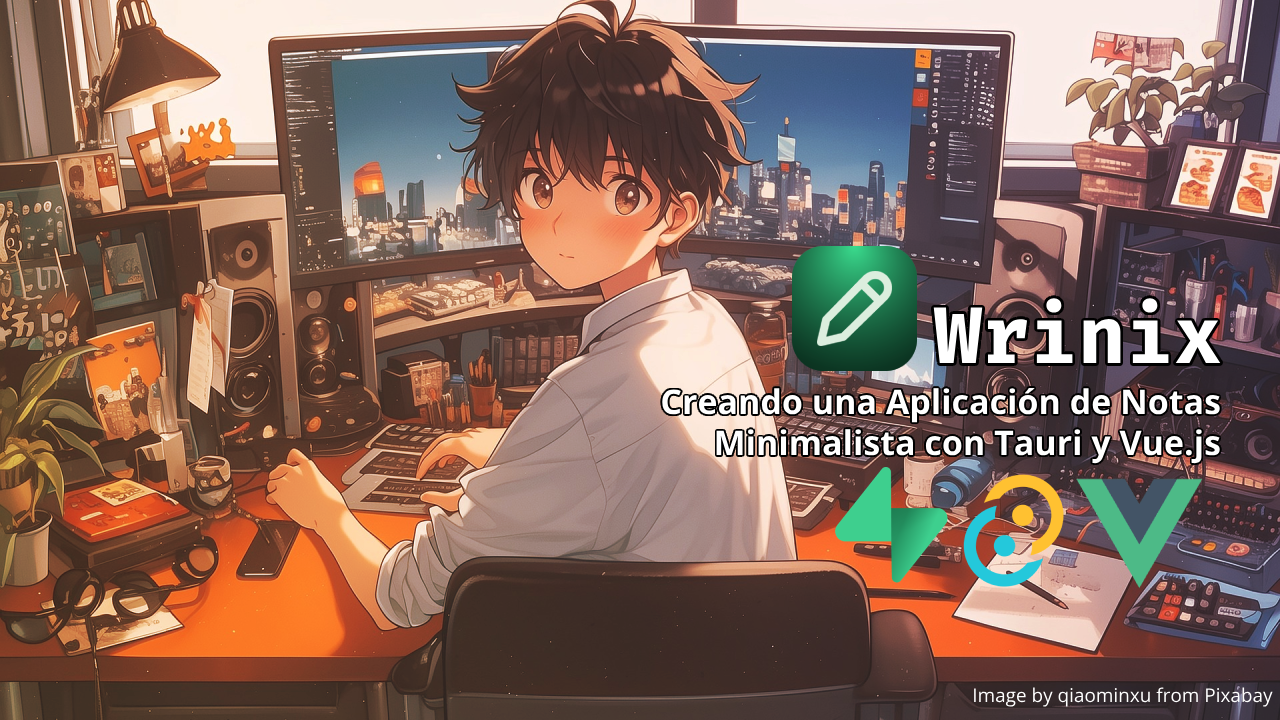 Wrinix
Creando una Aplicación de Notas
Minimalista con Tauri y Vue.js
Image by qiaominxu from Pixabay